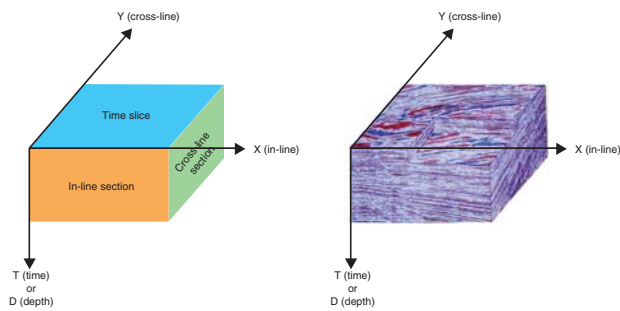 Y (cross-line)
Time slice
X (in-line)
Cross-line
section
In-line section
T (time)
or
D (depth)
Y (cross-line)
X (in-line)
T (time)
or
D (depth)